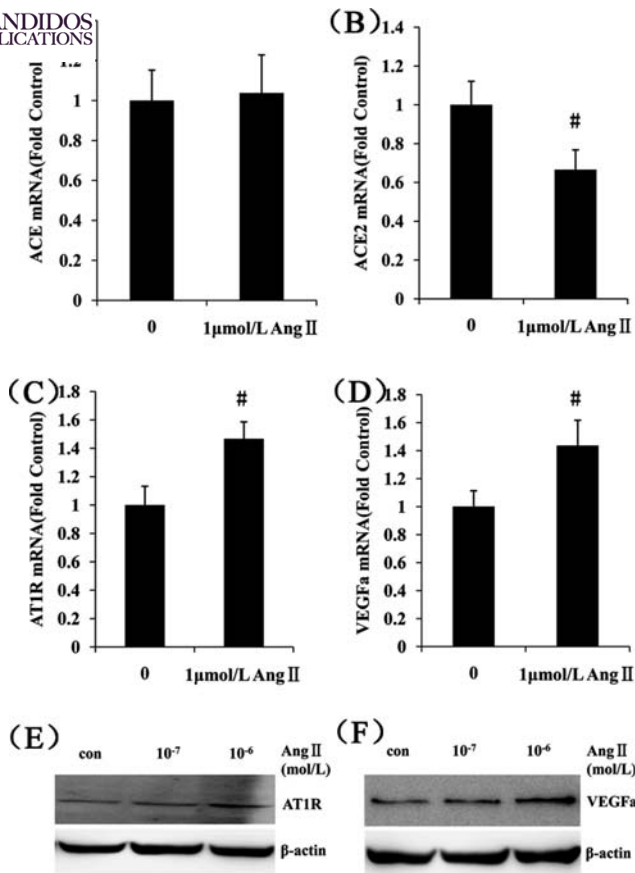 ANDIDOS
LICATIONS
(B)
ACE mRNA(Fold Control)
1.2
1
0.8
0.6
0.4
0.2
0
0
1μmol/L Ang Ⅱ
ACE2 mRNA(Fold Control)
1.4
1.2
1
0.8
0.6
0.4
0.2
0
#
0
1μmol/L Ang Ⅱ
(C)
AT1R mRNA(Fold Control)
1.8
1.6
1.4
1.2
1
0.8
0.6
0.4
0.2
0
#
0
1μmol/L Ang Ⅱ
(D)
VEGFa mRNA(Fold Control)
1.8
1.6
1.4
1.2
1
0.8
0.6
0.4
0.2
0
#
0
1μmol/L Ang Ⅱ
(E)
con 10⁻⁷ 10⁻⁶ Ang Ⅱ
(mol/L)
AT1R
β-actin
(F)
con 10⁻⁷ 10⁻⁶ Ang Ⅱ
(mol/L)
VEGFa
β-actin